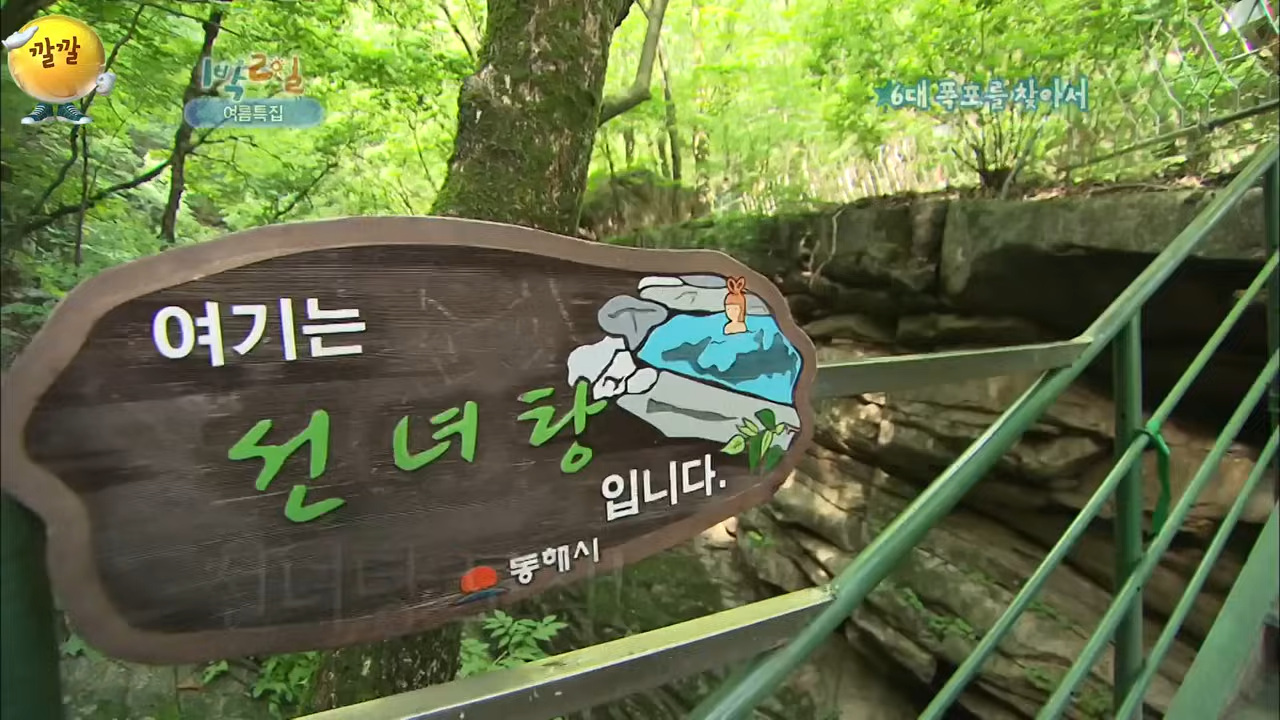 깔깔
1박2일
여름특집
6대 폭포를 찾아서
여기는
선녀탕
입니다.
동해시